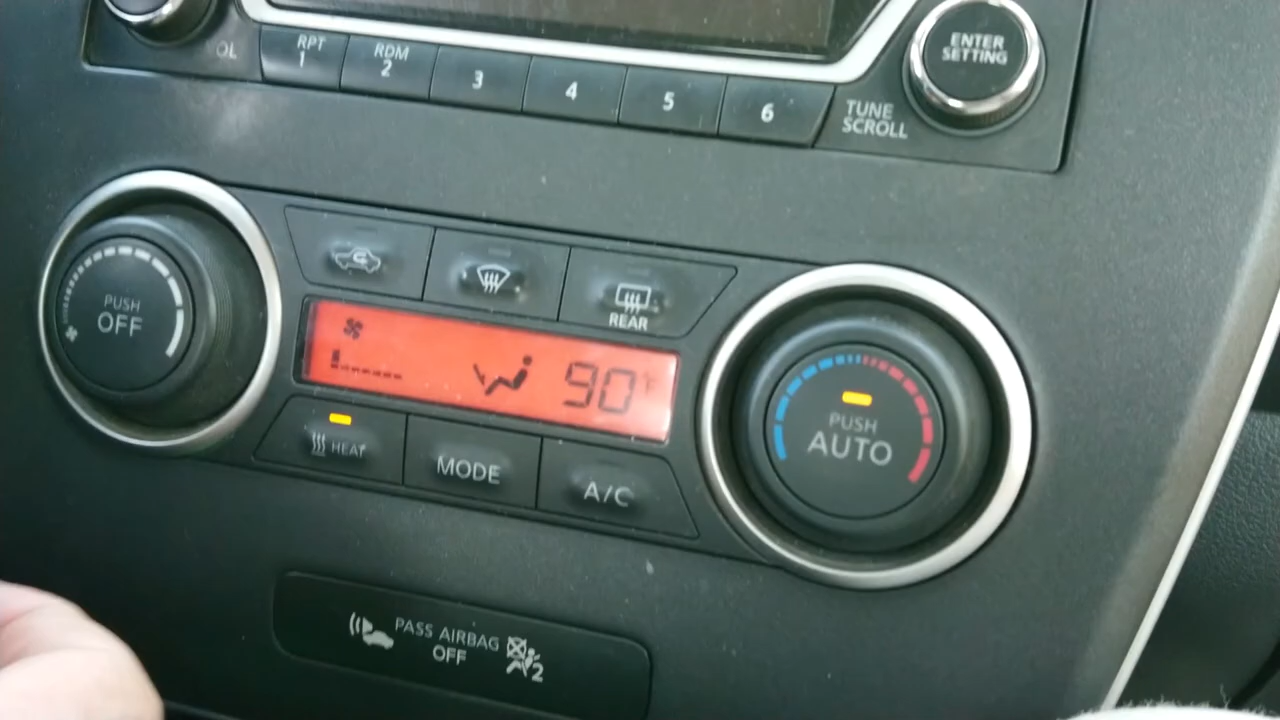 OL
RPT
1
RDM
2
3
4
5
6
TUNE
SCROLL
ENTER
SETTING
PUSH
OFF
REAR
90°F
PUSH
AUTO
HEAT
MODE
A/C
PASS AIRBAG
OFF
2